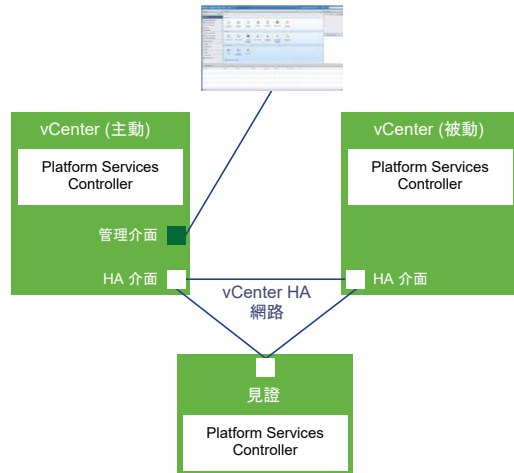 vCenter (主動)
Platform Services
Controller
管理介面
HA 介面
vCenter (被動)
Platform Services
Controller
HA 介面
vCenter HA
網路
見證
Platform Services
Controller